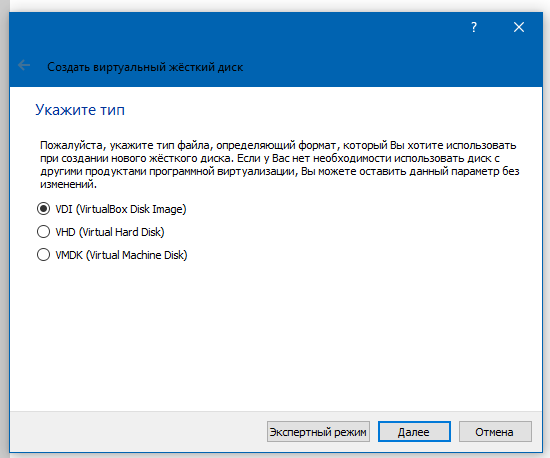 ?
Создать виртуальный жёсткий диск
Укажите тип
Пожалуйста, укажите тип файла, определяющий формат, который Вы хотите использовать
при создании нового жёсткого диска. Если у Вас нет необходимости использовать диск с
другими продуктами программной виртуализации, Вы можете оставить данный параметр без
изменений.
VDI (VirtualBox Disk Image)
VHD (Virtual Hard Disk)
VMDK (Virtual Machine Disk)
Экспертный режим Далее Отмена